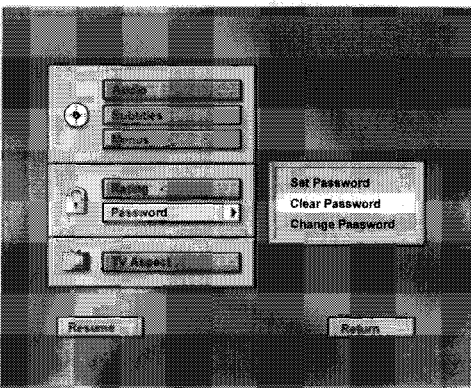 Audio
Subtitles
Menus
Rating
Password
TV Aspect
Set Password
Clear Password
Change Password
Resume
Return